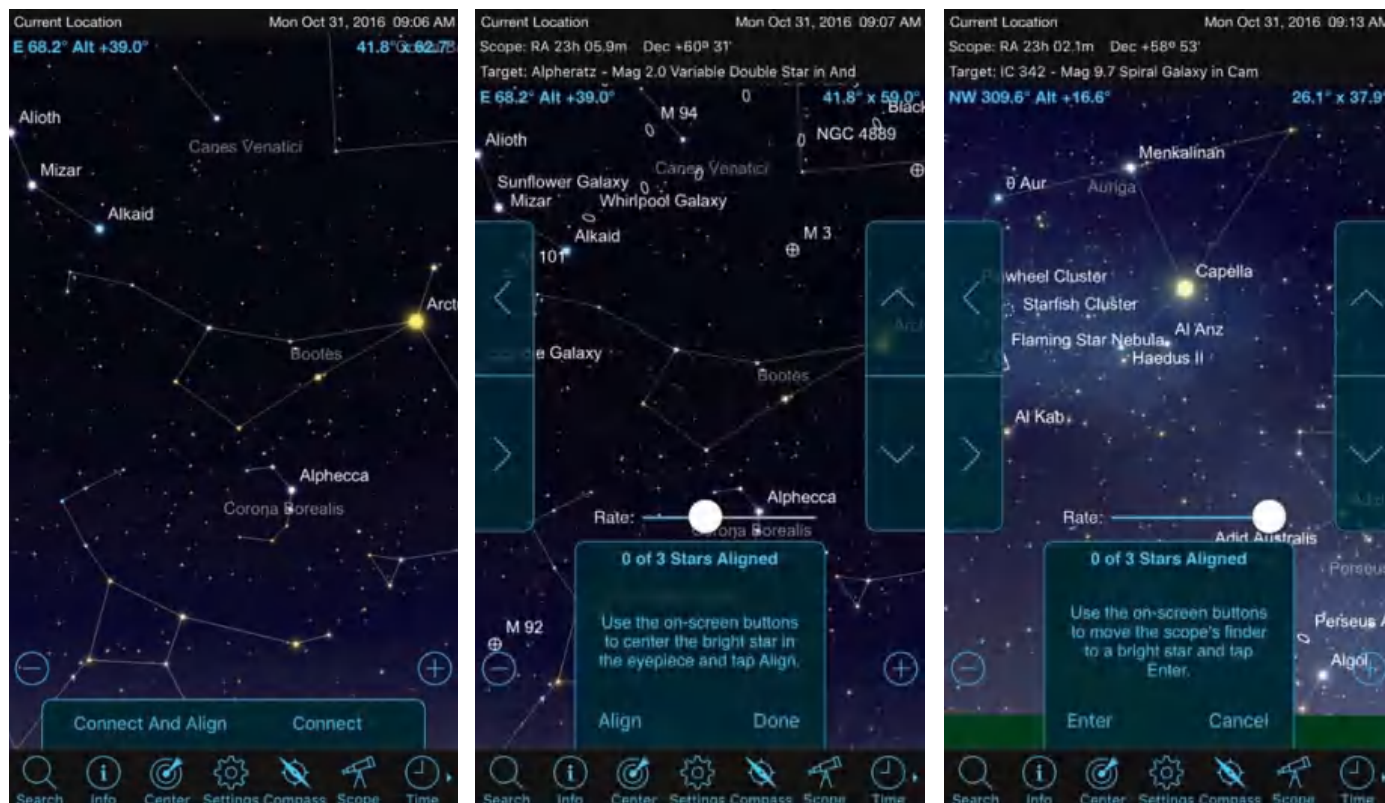 Current Location Mon Oct 31, 2016 09:06 AM
E 68.2° Alt +39.0° 41.8° x 62.7°
Alioth
Canes Venatici
Mizar
Alkaid
Bootes
Alphecca
Corona Borealis
Connect And Align Connect
Search Info Center Settings Compass Scope Time
Current Location Mon Oct 31, 2016 09:07 AM
Scope: RA 23h 05.9m Dec +60º 31'
Target: Alpheratz - Mag 2.0 Variable Double Star in And
E 68.2° Alt +39.0° 41.8° x 59.0°
M 94
NGC 4889
Alioth
Canes Venatici
Sunflower Galaxy
Mizar Whirlpool Galaxy
Alkaid M 3
101
Galaxy
Bootes
Alphecca
Rate:
Corona Borealis
0 of 3 Stars Aligned
Use the on-screen buttons
to center the bright star in
the eyepiece and tap Align.
M 92
Align Done
Search Info Center Settings Compass Scope Time
Current Location Mon Oct 31, 2016 09:13 AM
Scope: RA 23h 02.1m Dec +58º 53'
Target: IC 342 - Mag 9.7 Spiral Galaxy in Cam
NW 309.6° Alt +16.6° 26.1° x 37.9°
Menkalinan
θ Aur
Auriga
Capella
wheel Cluster
Starfish Cluster
Al Anz
Flaming Star Nebula
Haedus II
Al Kab
Rate:
Adid Australis
0 of 3 Stars Aligned
Perseus
Use the on-screen buttons
to move the scope's finder
to a bright star and tap
Enter.
Perseus A
Algol
Enter Cancel
Search Info Center Settings Compass Scope Time